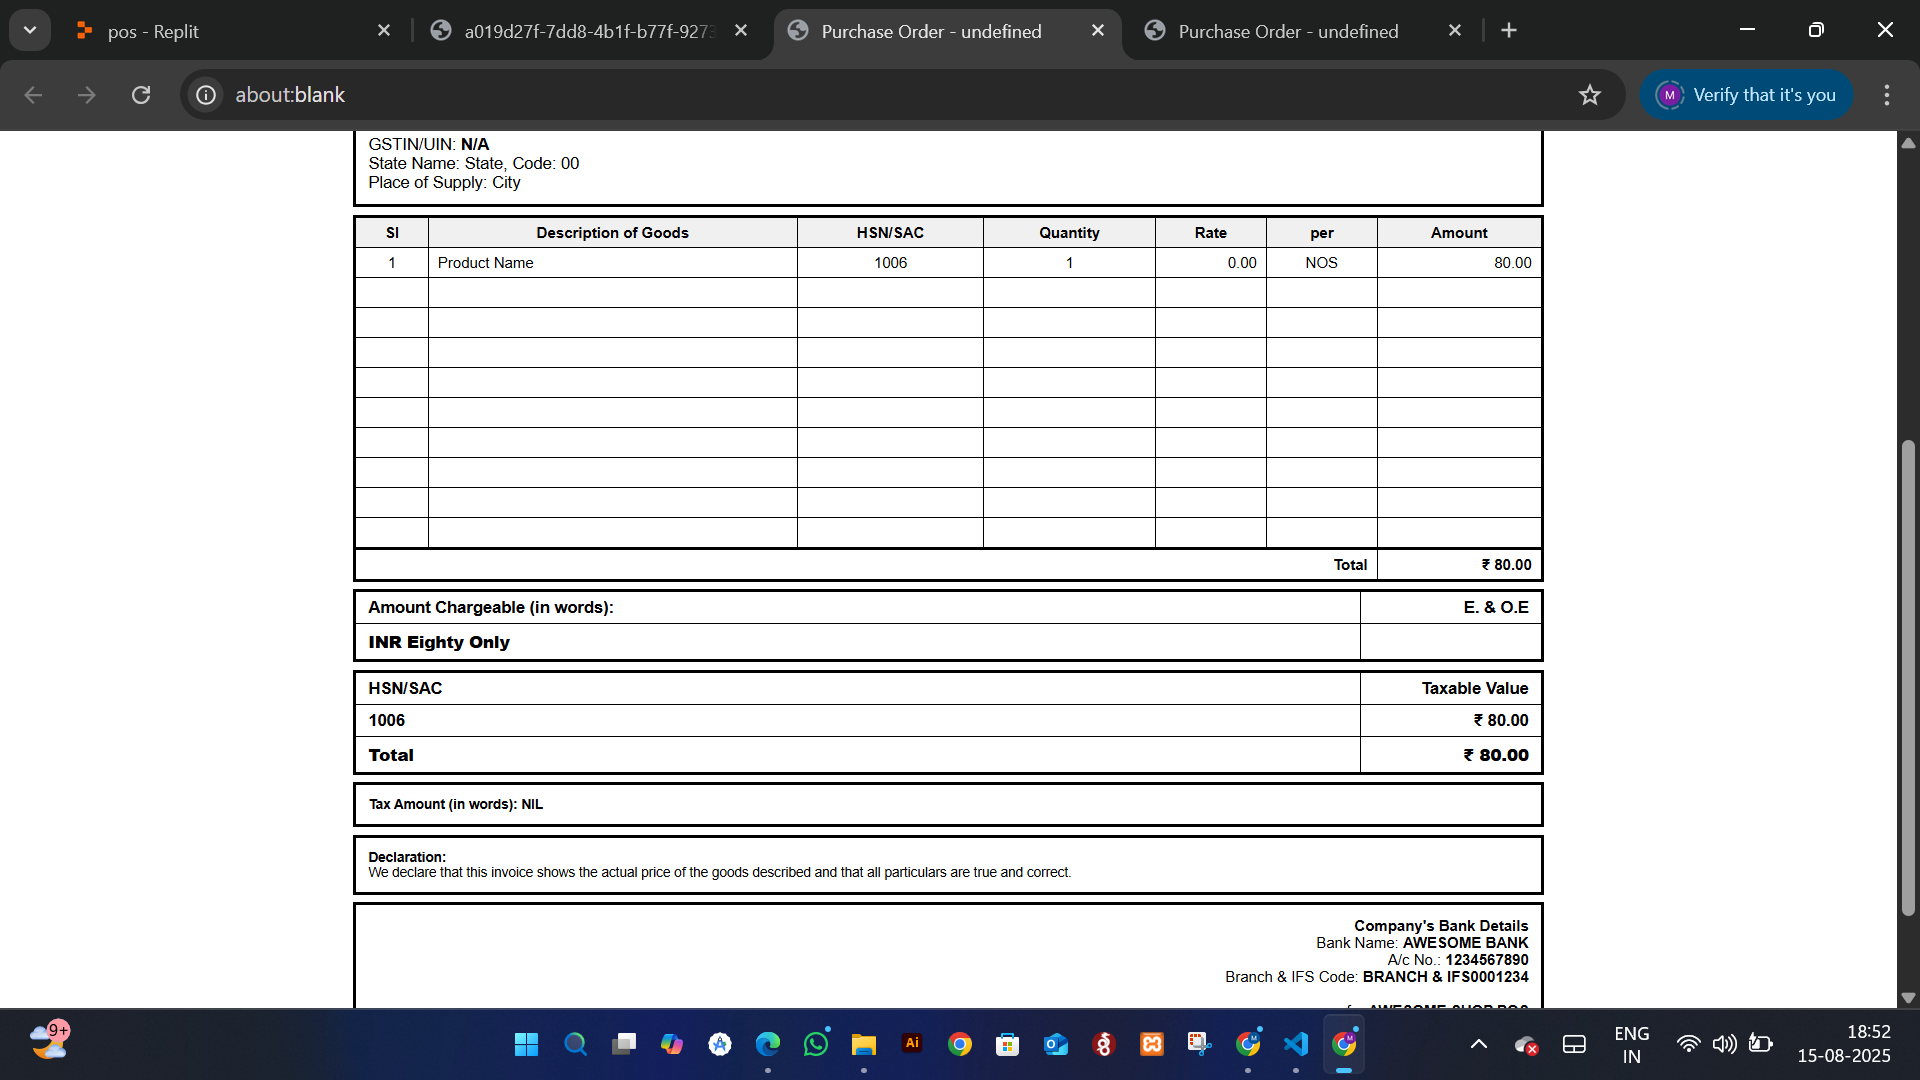 pos - Replit
a019d27f-7dd8-4b1f-b77f-9273
Purchase Order - undefined
Purchase Order - undefined
about:blank
M
Verify that it's you
GSTIN/UIN: N/A
State Name: State, Code: 00
Place of Supply: City
Sl Description of Goods HSN/SAC Quantity Rate per Amount
1 Product Name 1006 1 0.00 NOS 80.00
Total ₹ 80.00
Amount Chargeable (in words): E. & O.E
INR Eighty Only
HSN/SAC Taxable Value
1006 ₹ 80.00
Total ₹ 80.00
Tax Amount (in words): NIL
Declaration:
We declare that this invoice shows the actual price of the goods described and that all particulars are true and correct.
Company's Bank Details
Bank Name: AWESOME BANK
A/c No.: 1234567890
Branch & IFS Code: BRANCH & IFS0001234
9+
Ai
ENG
IN
18:52
15-08-2025